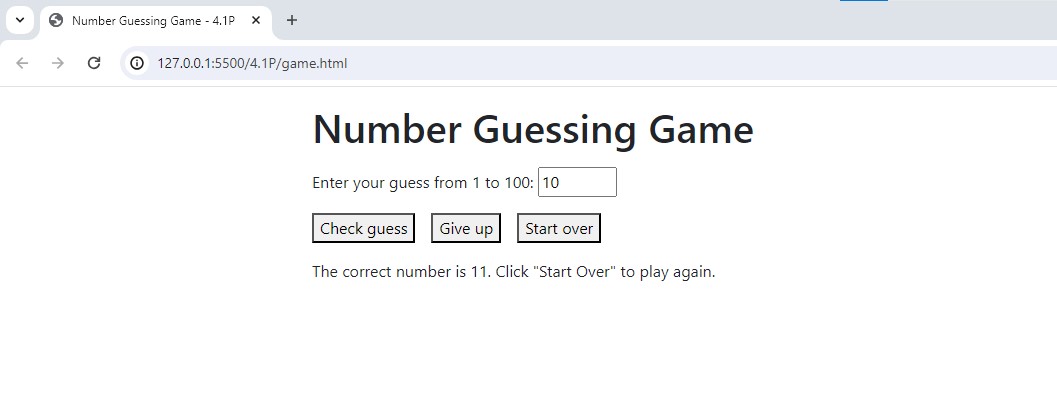 Number Guessing Game - 4.1P
127.0.0.1:5500/4.1P/game.html
Number Guessing Game
Enter your guess from 1 to 100: 10
Check guess Give up Start over
The correct number is 11. Click "Start Over" to play again.